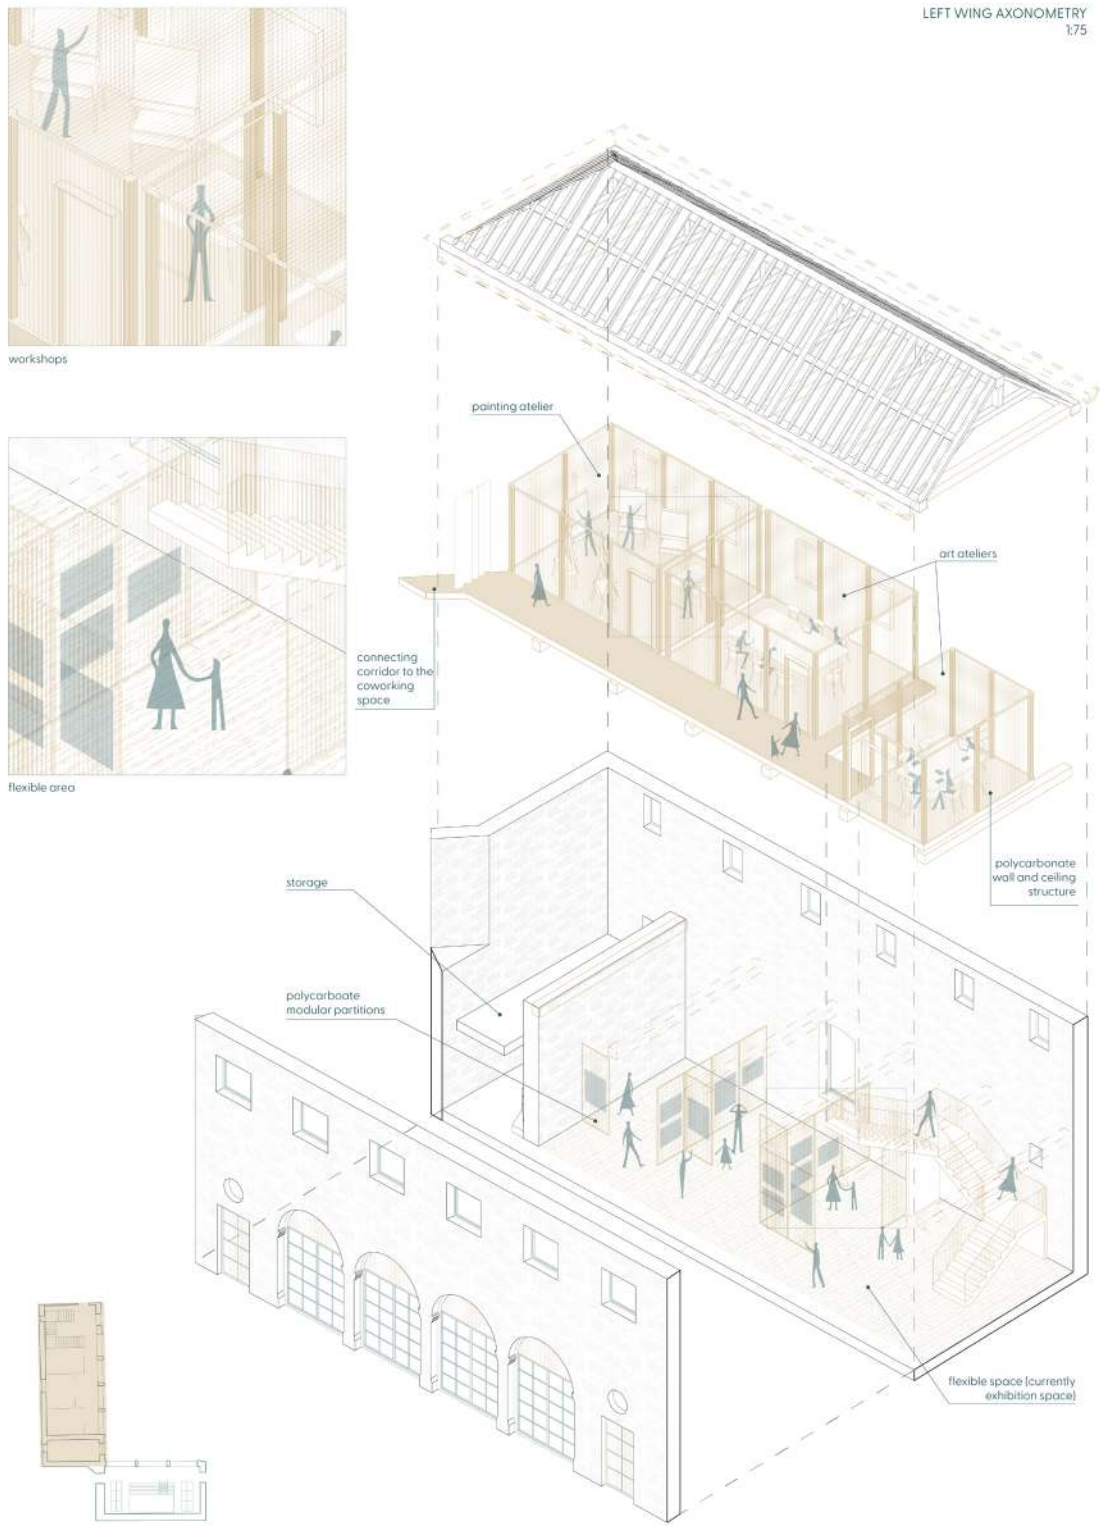 LEFT WING AXONOMETRY
1:75
workshops
painting atelier
art ateliers
connecting
corridor to the
coworking
space
flexible area
polycarbonate
wall and ceiling
structure
storage
polycarboate
modular partitions
flexible space (currently
exhibition space)